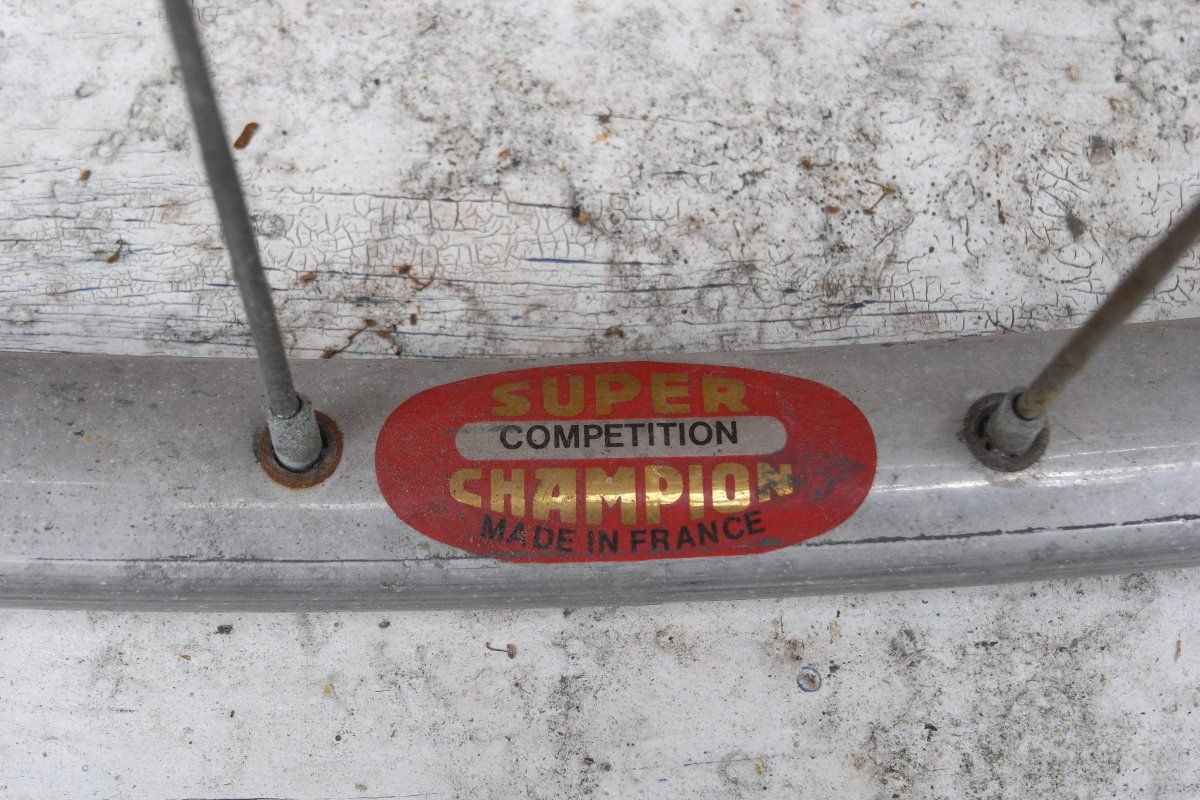 SUPER
COMPETITION
CHAMPION
MADE IN FRANCE